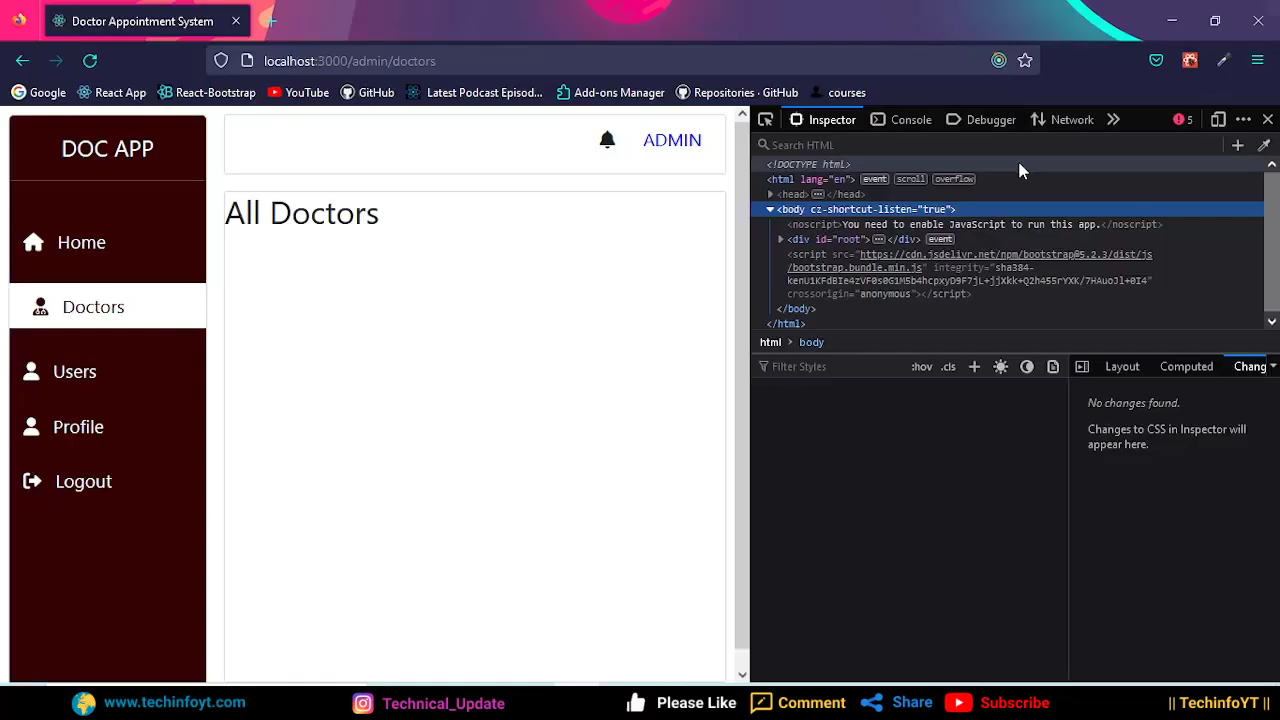 Doctor Appointment System
localhost:3000/admin/doctors
Google React App React-Bootstrap YouTube GitHub Latest Podcast Episod... Add-ons Manager Repositories · GitHub courses
DOC APP
Home
Doctors
Users
Profile
Logout
ADMIN
All Doctors
Inspector Console Debugger Network 5
Search HTML
<!DOCTYPE html>
<html lang="en"> event scroll overflow
<head> ... </head>
<body cz-shortcut-listen="true">
<noscript>You need to enable JavaScript to run this app.</noscript>
<div id="root"> ... </div> event
<script src="https://cdn.jsdelivr.net/npm/bootstrap@5.2.3/dist/js
/bootstrap.bundle.min.js" integrity="sha384-
kenU1KFdBIe4zVF0s0G1M5b4hcpxyD9F7jL+jjXkk+Q2h455rYXK/7HAuoJl+0I4"
crossorigin="anonymous"></script>
</body>
</html>
html > body
Filter Styles :hov .cls + Layout Computed Chang
No changes found.
Changes to CSS in Inspector will
appear here.
www.techinfoyt.com Technical_Update Please Like Comment Share Subscribe || TechinfoYT ||